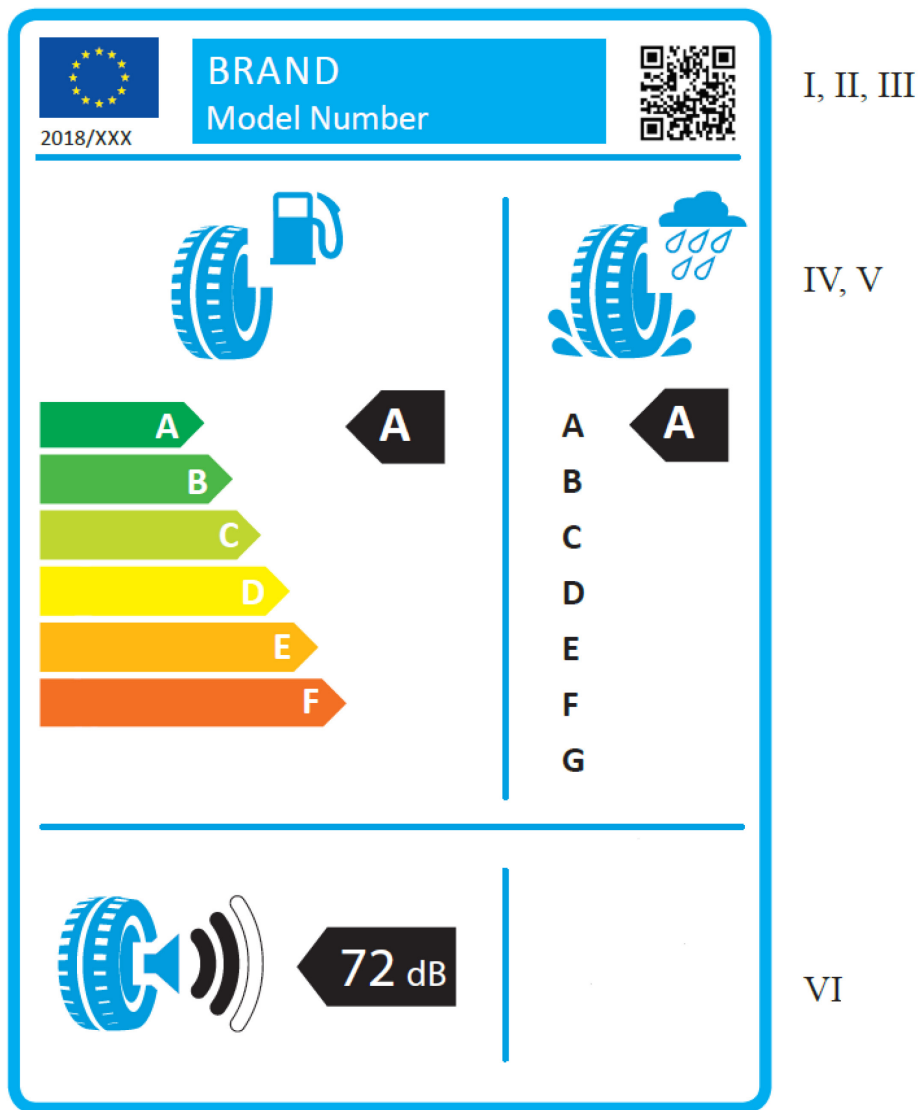 BRAND
Model Number
2018/XXX
I, II, III
IV, V
A A A A
B B
C C
D D
E E
F F
G
72 dB
VI